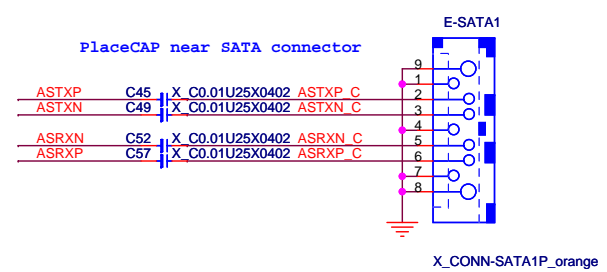 E-SATA1
PlaceCAP near SATA connector
9
1
ASTXP C45 X_C0.01U25X0402 ASTXP_C 2
ASTXN C49 X_C0.01U25X0402 ASTXN_C 3
4
ASRXN C52 X_C0.01U25X0402 ASRXN_C 5
ASRXP C57 X_C0.01U25X0402 ASRXP_C 6
7
8
X_CONN-SATA1P_orange